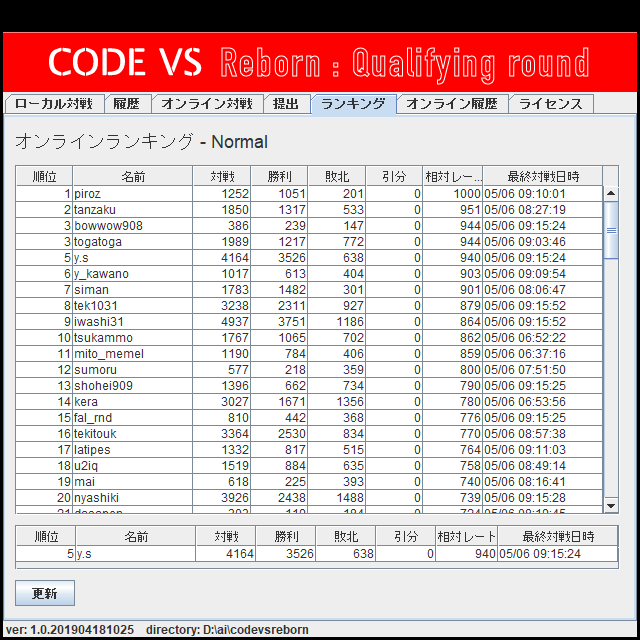 CODE VS Reborn : Qualifying round
ローカル対戦 履歴 オンライン対戦 提出 ランキング オンライン履歴 ライセンス
オンラインランキング - Normal
順位 名前 対戦 勝利 敗北 引分 相対レー... 最終対戦日時
1 piroz 1252 1051 201 0 1000 05/06 09:10:01
2 tanzaku 1850 1317 533 0 951 05/06 08:27:19
3 bowwow908 386 239 147 0 944 05/06 09:15:24
3 togatoga 1989 1217 772 0 944 05/06 09:03:46
5 y.s 4164 3526 638 0 940 05/06 09:15:24
6 y_kawano 1017 613 404 0 903 05/06 09:09:54
7 siman 1783 1482 301 0 901 05/06 08:06:47
8 tek1031 3238 2311 927 0 879 05/06 09:15:52
9 iwashi31 4937 3751 1186 0 864 05/06 09:15:52
10 tsukammo 1767 1065 702 0 862 05/06 06:52:22
11 mito_memel 1190 784 406 0 859 05/06 06:37:16
12 sumoru 577 218 359 0 800 05/06 07:51:50
13 shohei909 1396 662 734 0 790 05/06 09:15:25
14 kera 3027 1671 1356 0 780 05/06 06:53:56
15 fal_rnd 810 442 368 0 776 05/06 09:15:25
16 tekitouk 3364 2530 834 0 770 05/06 08:57:38
17 latipes 1332 817 515 0 764 05/06 09:11:03
18 u2iq 1519 884 635 0 758 05/06 08:49:14
19 mai 618 225 393 0 740 05/06 08:16:41
20 nyashiki 3926 2438 1488 0 739 05/06 09:15:28
順位 名前 対戦 勝利 敗北 引分 相対レート 最終対戦日時
5 y.s 4164 3526 638 0 940 05/06 09:15:24
更新
ver: 1.0.201904181025 directory: D:\ai\codevsreborn